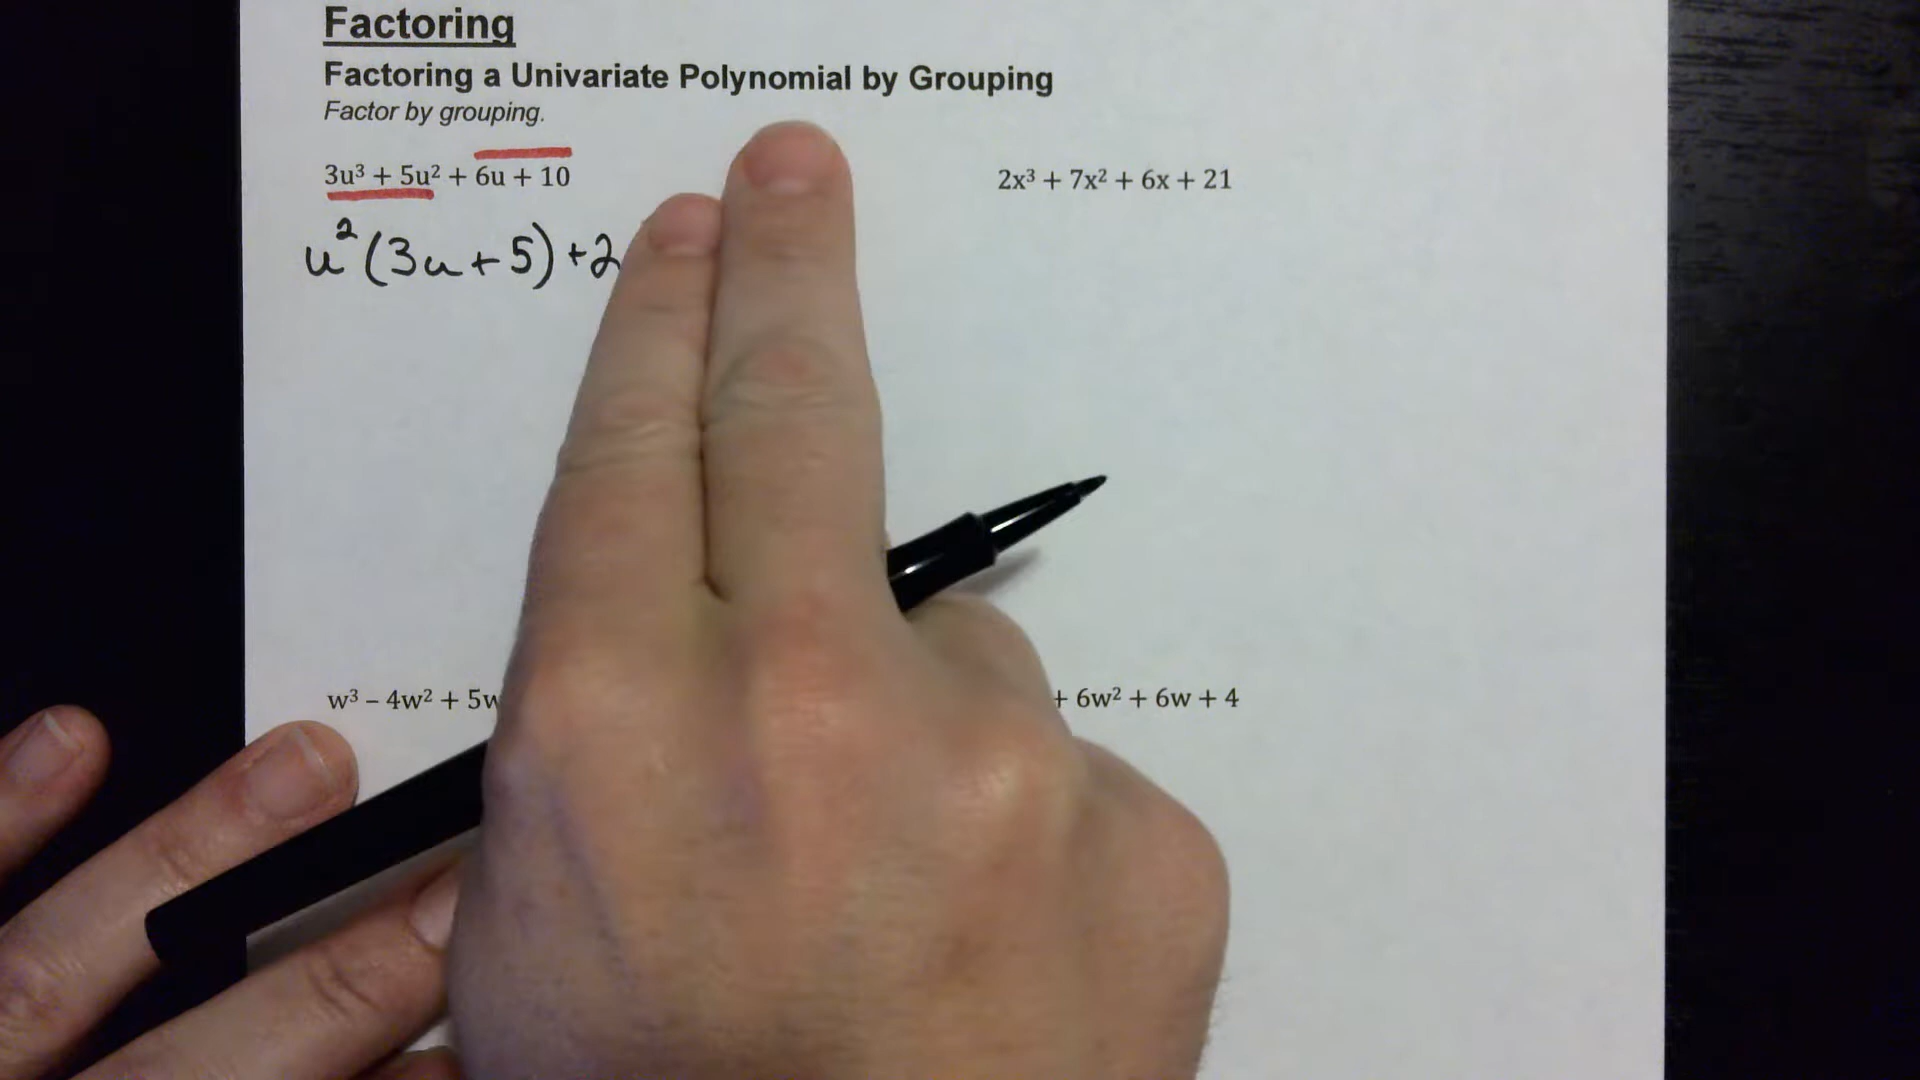 Factoring
Factoring a Univariate Polynomial by Grouping
Factor by grouping.
3u³ + 5u² + 6u + 10
2x³ + 7x² + 6x + 21
u²(3u+5)+2
w³ – 4w² + 5w
+ 6w² + 6w + 4